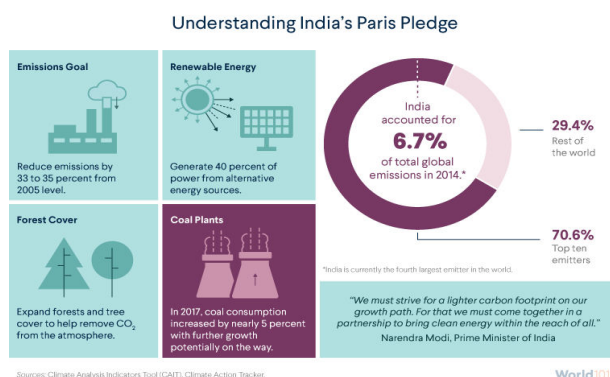 Understanding India's Paris Pledge
Emissions Goal
Reduce emissions by
33 to 35 percent from
2005 level.
Renewable Energy
Generate 40 percent of
power from alternative
energy sources.
Forest Cover
Expand forests and tree
cover to help remove CO₂
from the atmosphere.
Coal Plants
In 2017, coal consumption
increased by nearly 5 percent
with further growth
potentially on the way.
India
accounted for
6.7%
of total global
emissions in 2014.*
29.4%
Rest of
the world
70.6%
Top ten
emitters
*India is currently the fourth largest emitter in the world.
"We must strive for a lighter carbon footprint on our
growth path. For that we must come together in a
partnership to bring clean energy within the reach of all."
Narendra Modi, Prime Minister of India
Sources: Climate Analysis Indicators Tool (CAIT), Climate Action Tracker.
World101